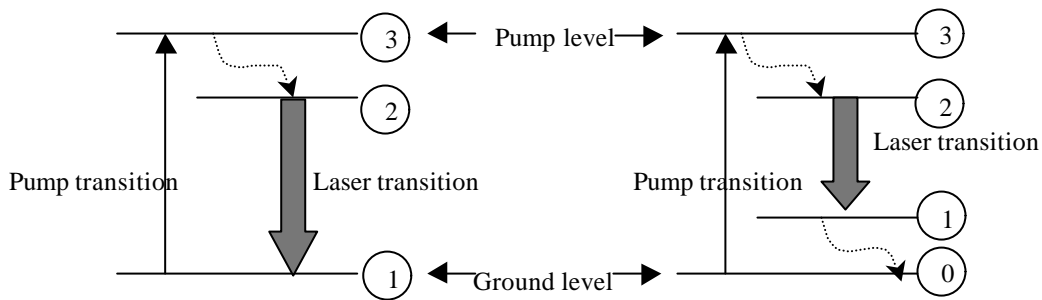 3 Pump level 3
2 2
Laser transition
Pump transition Laser transition Pump transition
1
1 Ground level 0